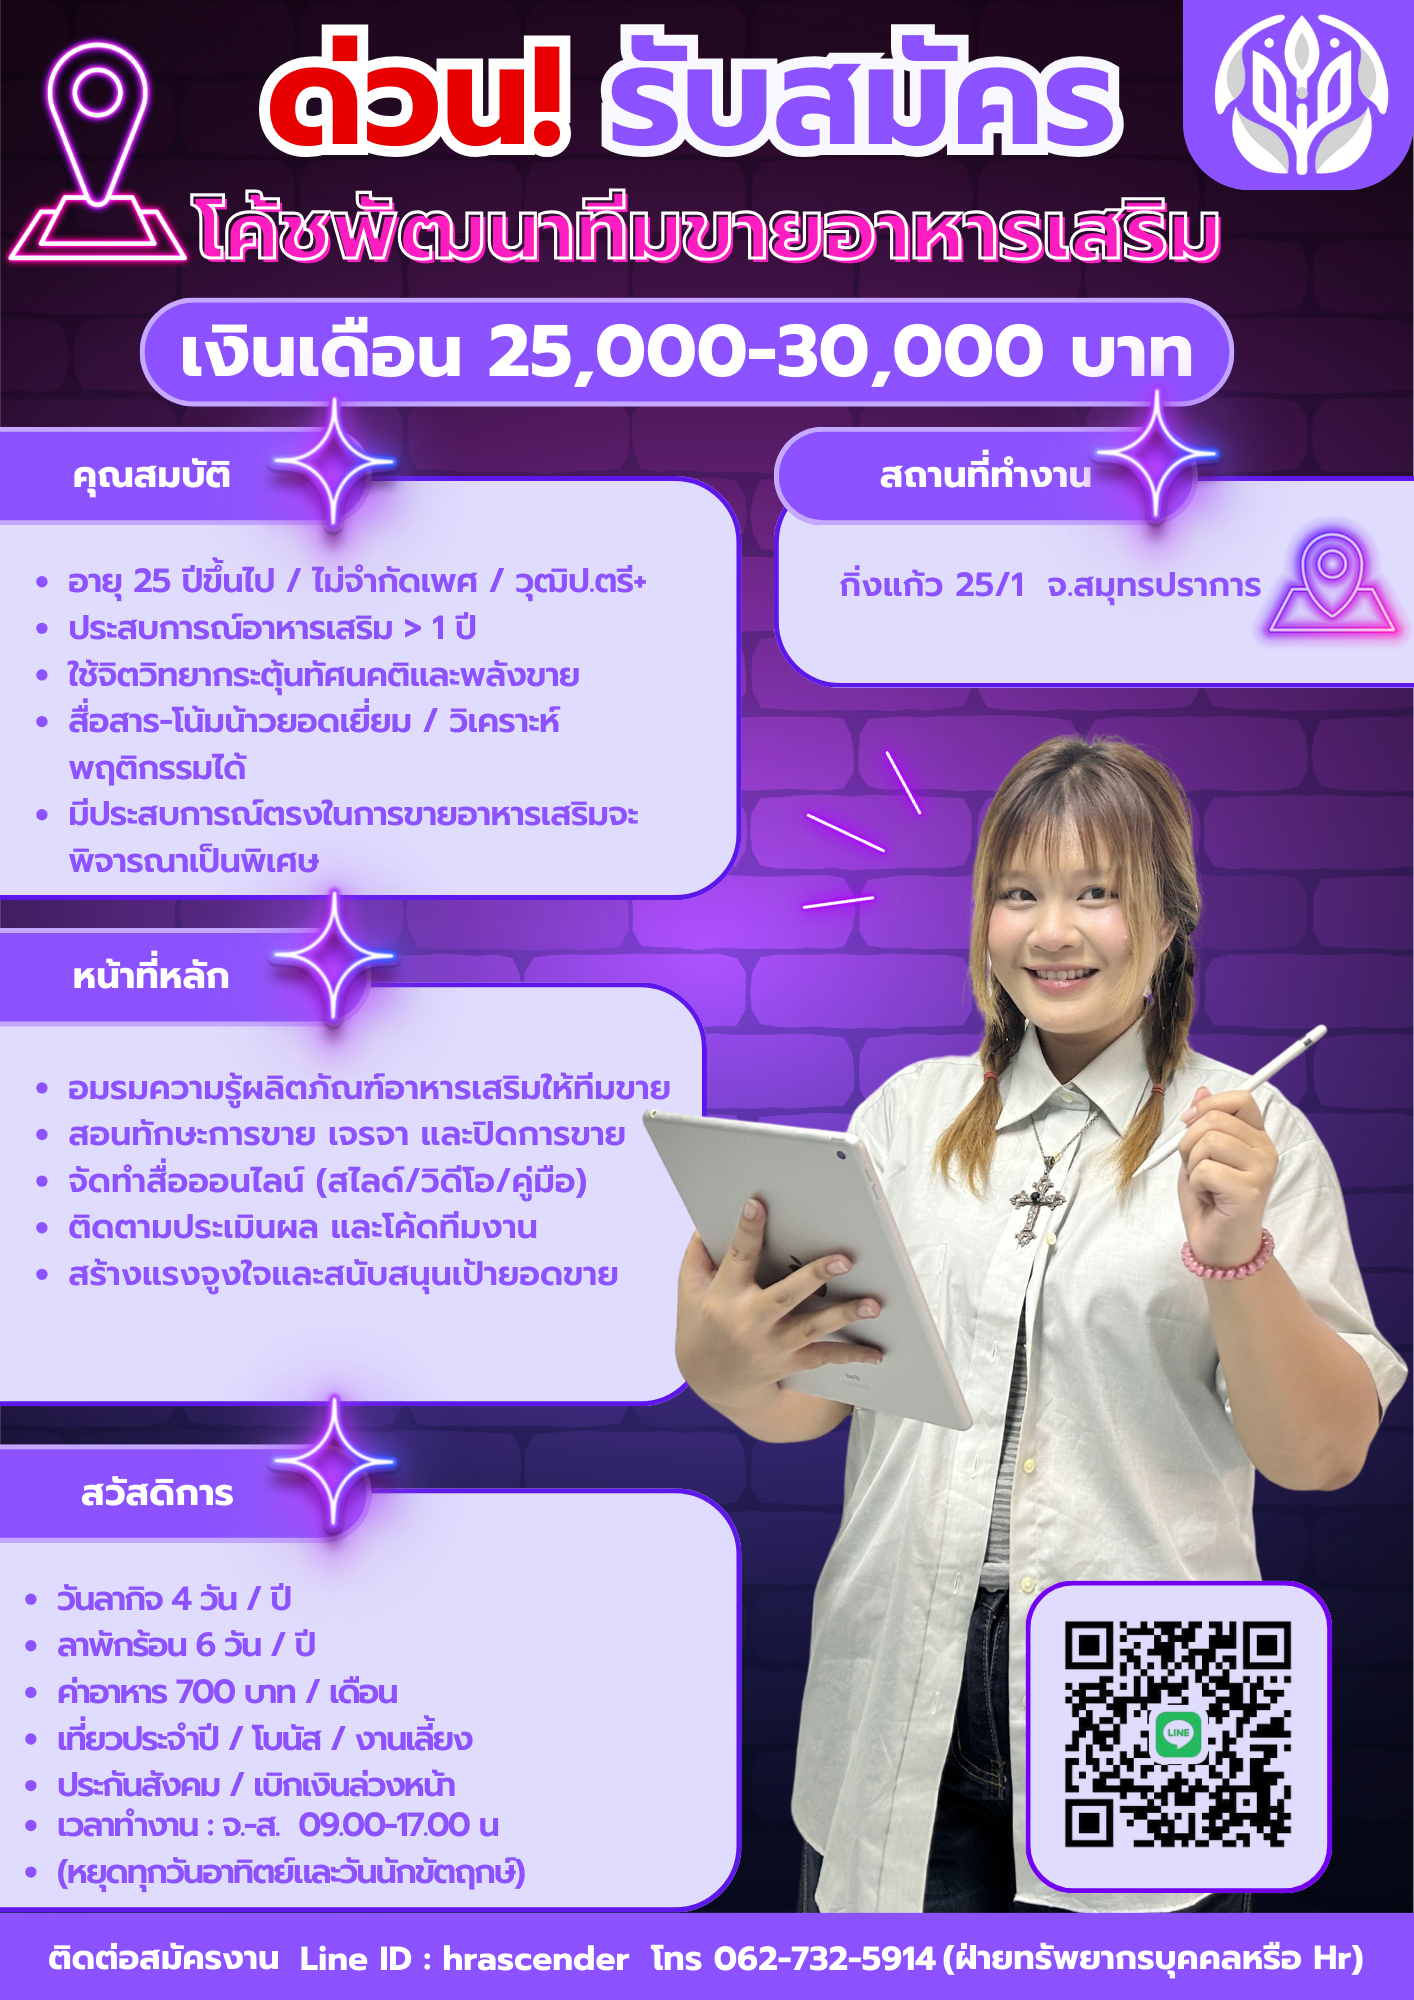 ด่วน! รับสมัคร
โค้ชพัฒนาทีมขายอาหารเสริม
เงินเดือน 25,000-30,000 บาท
คุณสมบัติ
อายุ 25 ปีขึ้นไป / ไม่จำกัดเพศ / วุฒิป.ตรี+
ประสบการณ์อาหารเสริม > 1 ปี
ใช้จิตวิทยากระตุ้นทัศนคติและพลังขาย
สื่อสาร-โน้มน้าวยอดเยี่ยม / วิเคราะห์
พฤติกรรมได้
มีประสบการณ์ตรงในการขายอาหารเสริมจะ
พิจารณาเป็นพิเศษ
สถานที่ทำงาน
กิ่งแก้ว 25/1 จ.สมุทรปราการ
หน้าที่หลัก
อมรมความรู้ผลิตภัณฑ์อาหารเสริมให้ทีมขาย
สอนทักษะการขาย เจรจา และปิดการขาย
จัดทำสื่อออนไลน์ (สไลด์/วิดีโอ/คู่มือ)
ติดตามประเมินผล และโค้ดทีมงาน
สร้างแรงจูงใจและสนับสนุนเป้ายอดขาย
สวัสดิการ
วันลากิจ 4 วัน / ปี
ลาพักร้อน 6 วัน / ปี
ค่าอาหาร 700 บาท / เดือน
เที่ยวประจำปี / โบนัส / งานเลี้ยง
ประกันสังคม / เบิกเงินล่วงหน้า
เวลาทำงาน : จ.-ส. 09.00-17.00 น
(หยุดทุกวันอาทิตย์และวันนักขัตฤกษ์)
LINE
ติดต่อสมัครงาน Line ID : hrascender โทร 062-732-5914 (ฝ่ายทรัพยากรบุคคลหรือ Hr)